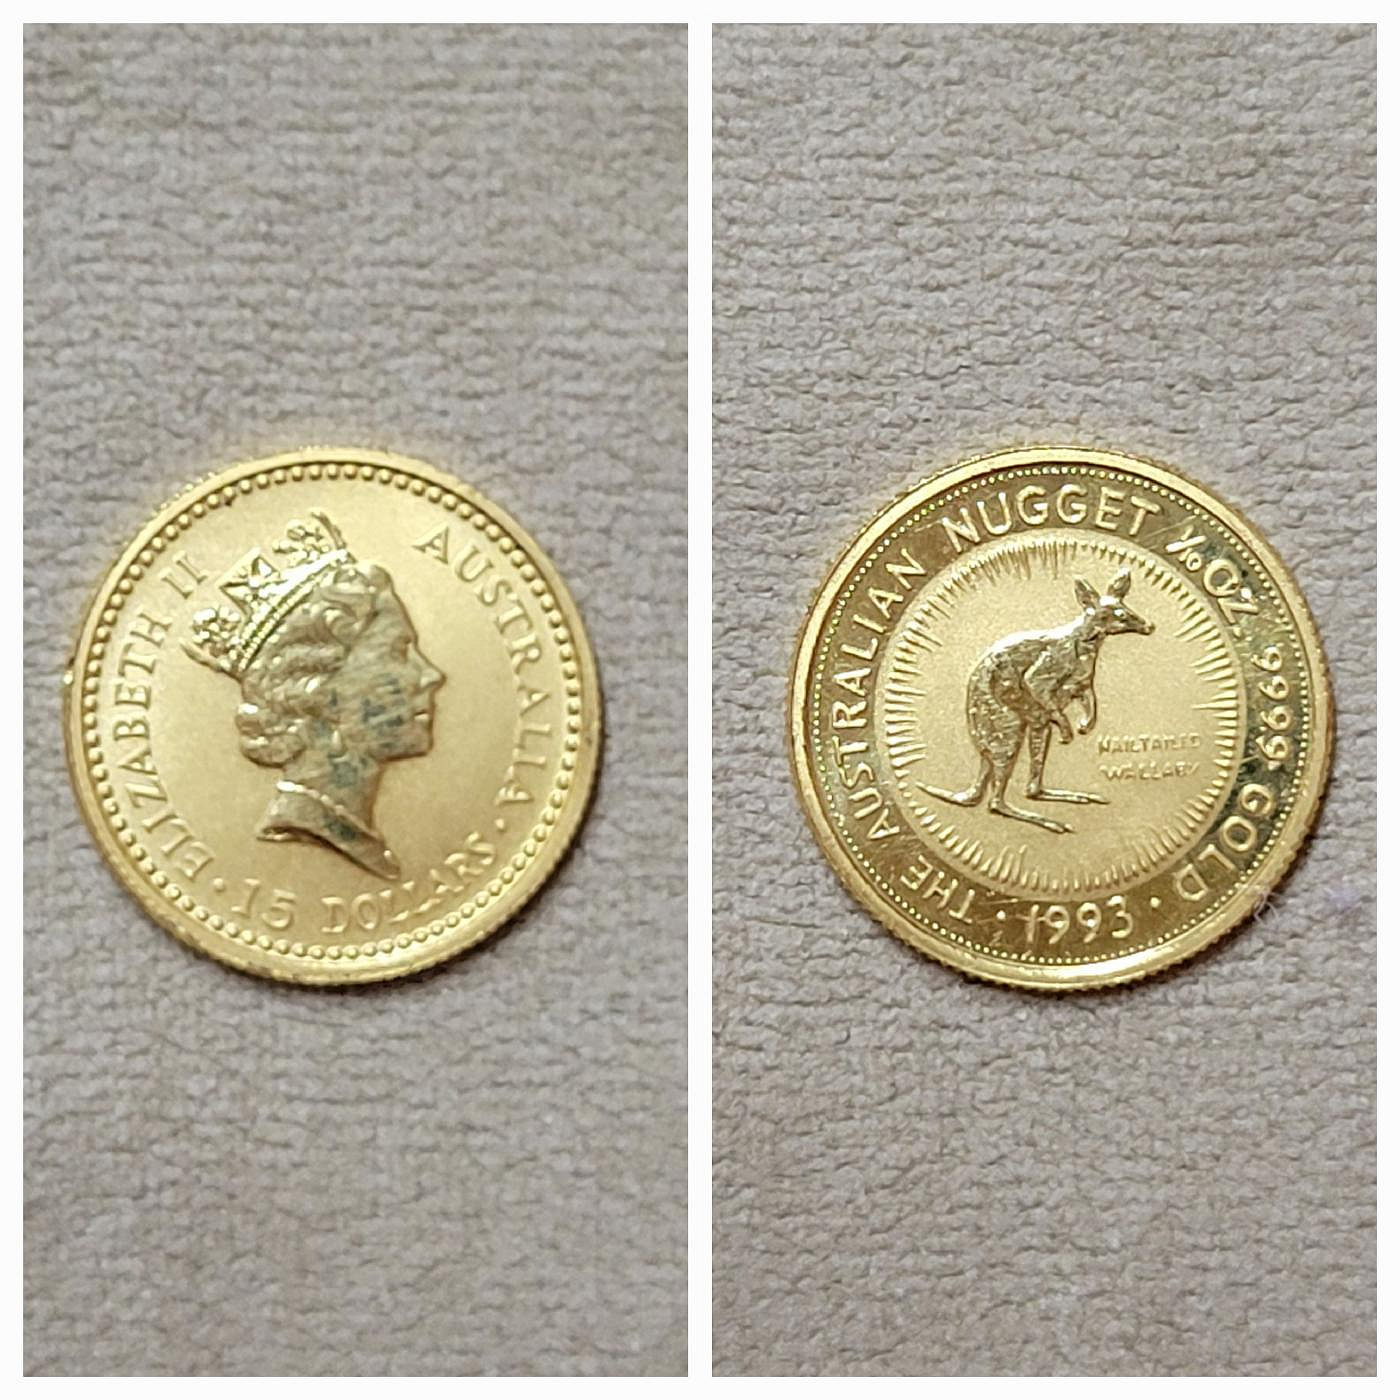 ELIZABETH II
AUSTRALIA
· 15 DOLLARS ·
THE AUSTRALIAN NUGGET 1/10 OZ. 9999 GOLD
· 1993 ·
NAILTAILED
WALLABY